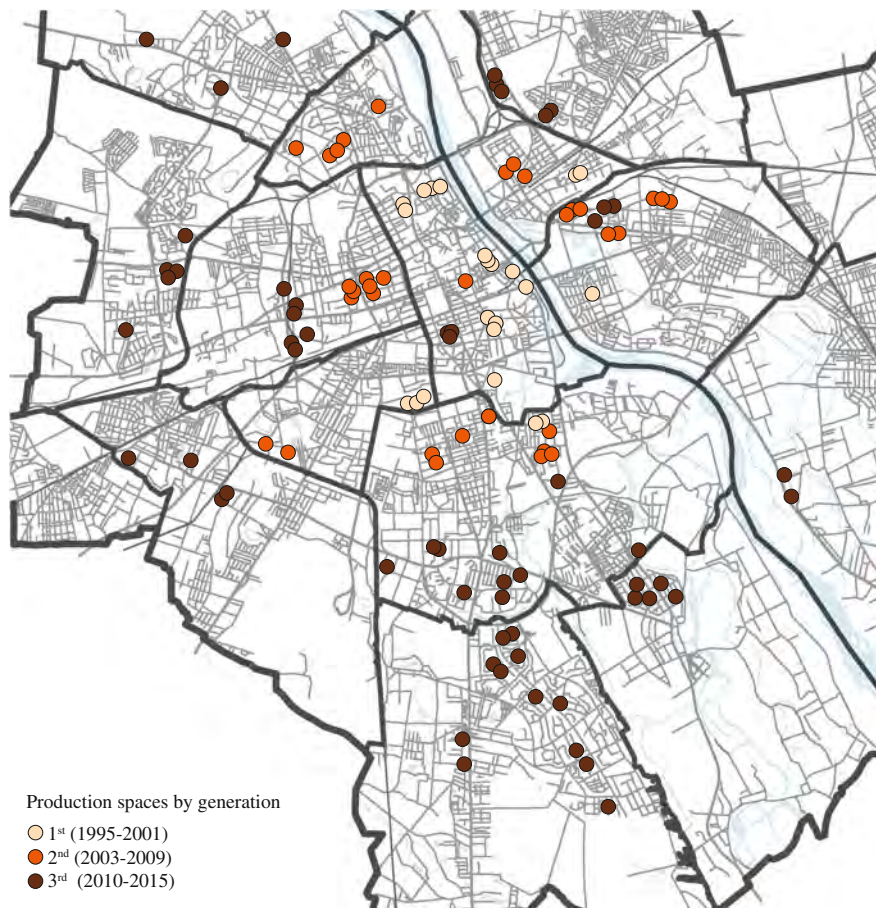 Production spaces by generation
1st (1995-2001)
2nd (2003-2009)
3rd (2010-2015)